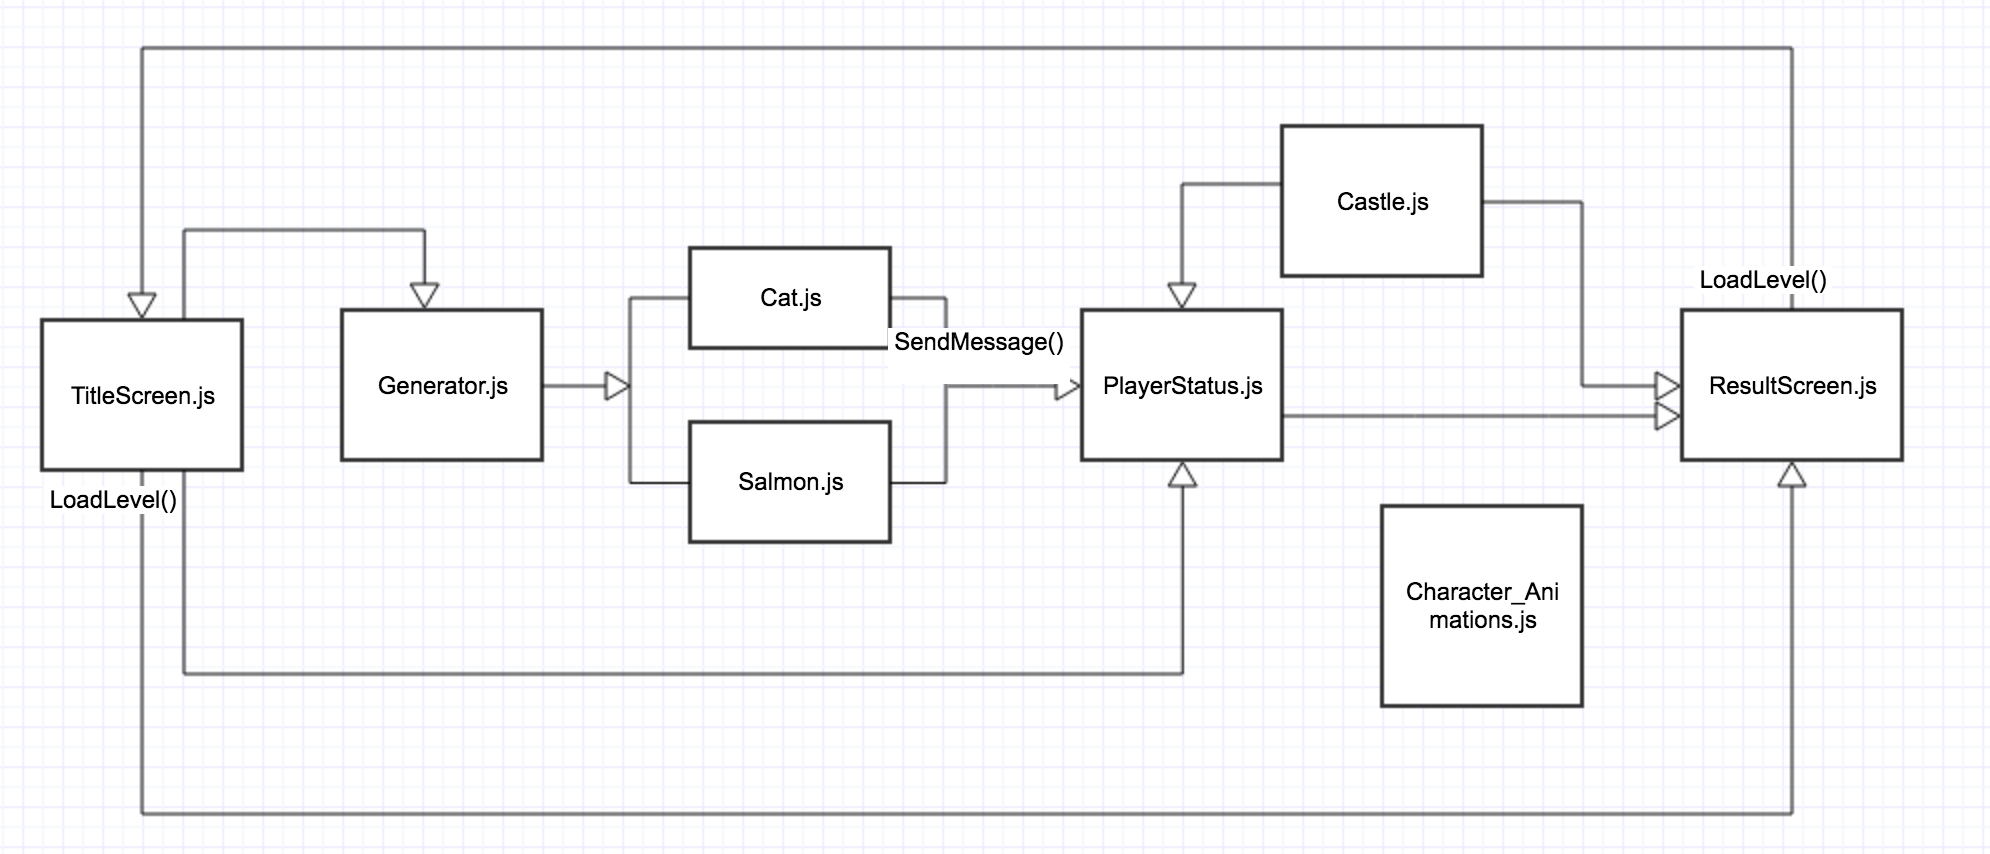 Castle.js
LoadLevel()
Cat.js
SendMessage()
TitleScreen.js
Generator.js
PlayerStatus.js
ResultScreen.js
Salmon.js
LoadLevel()
Character_Ani
mations.js